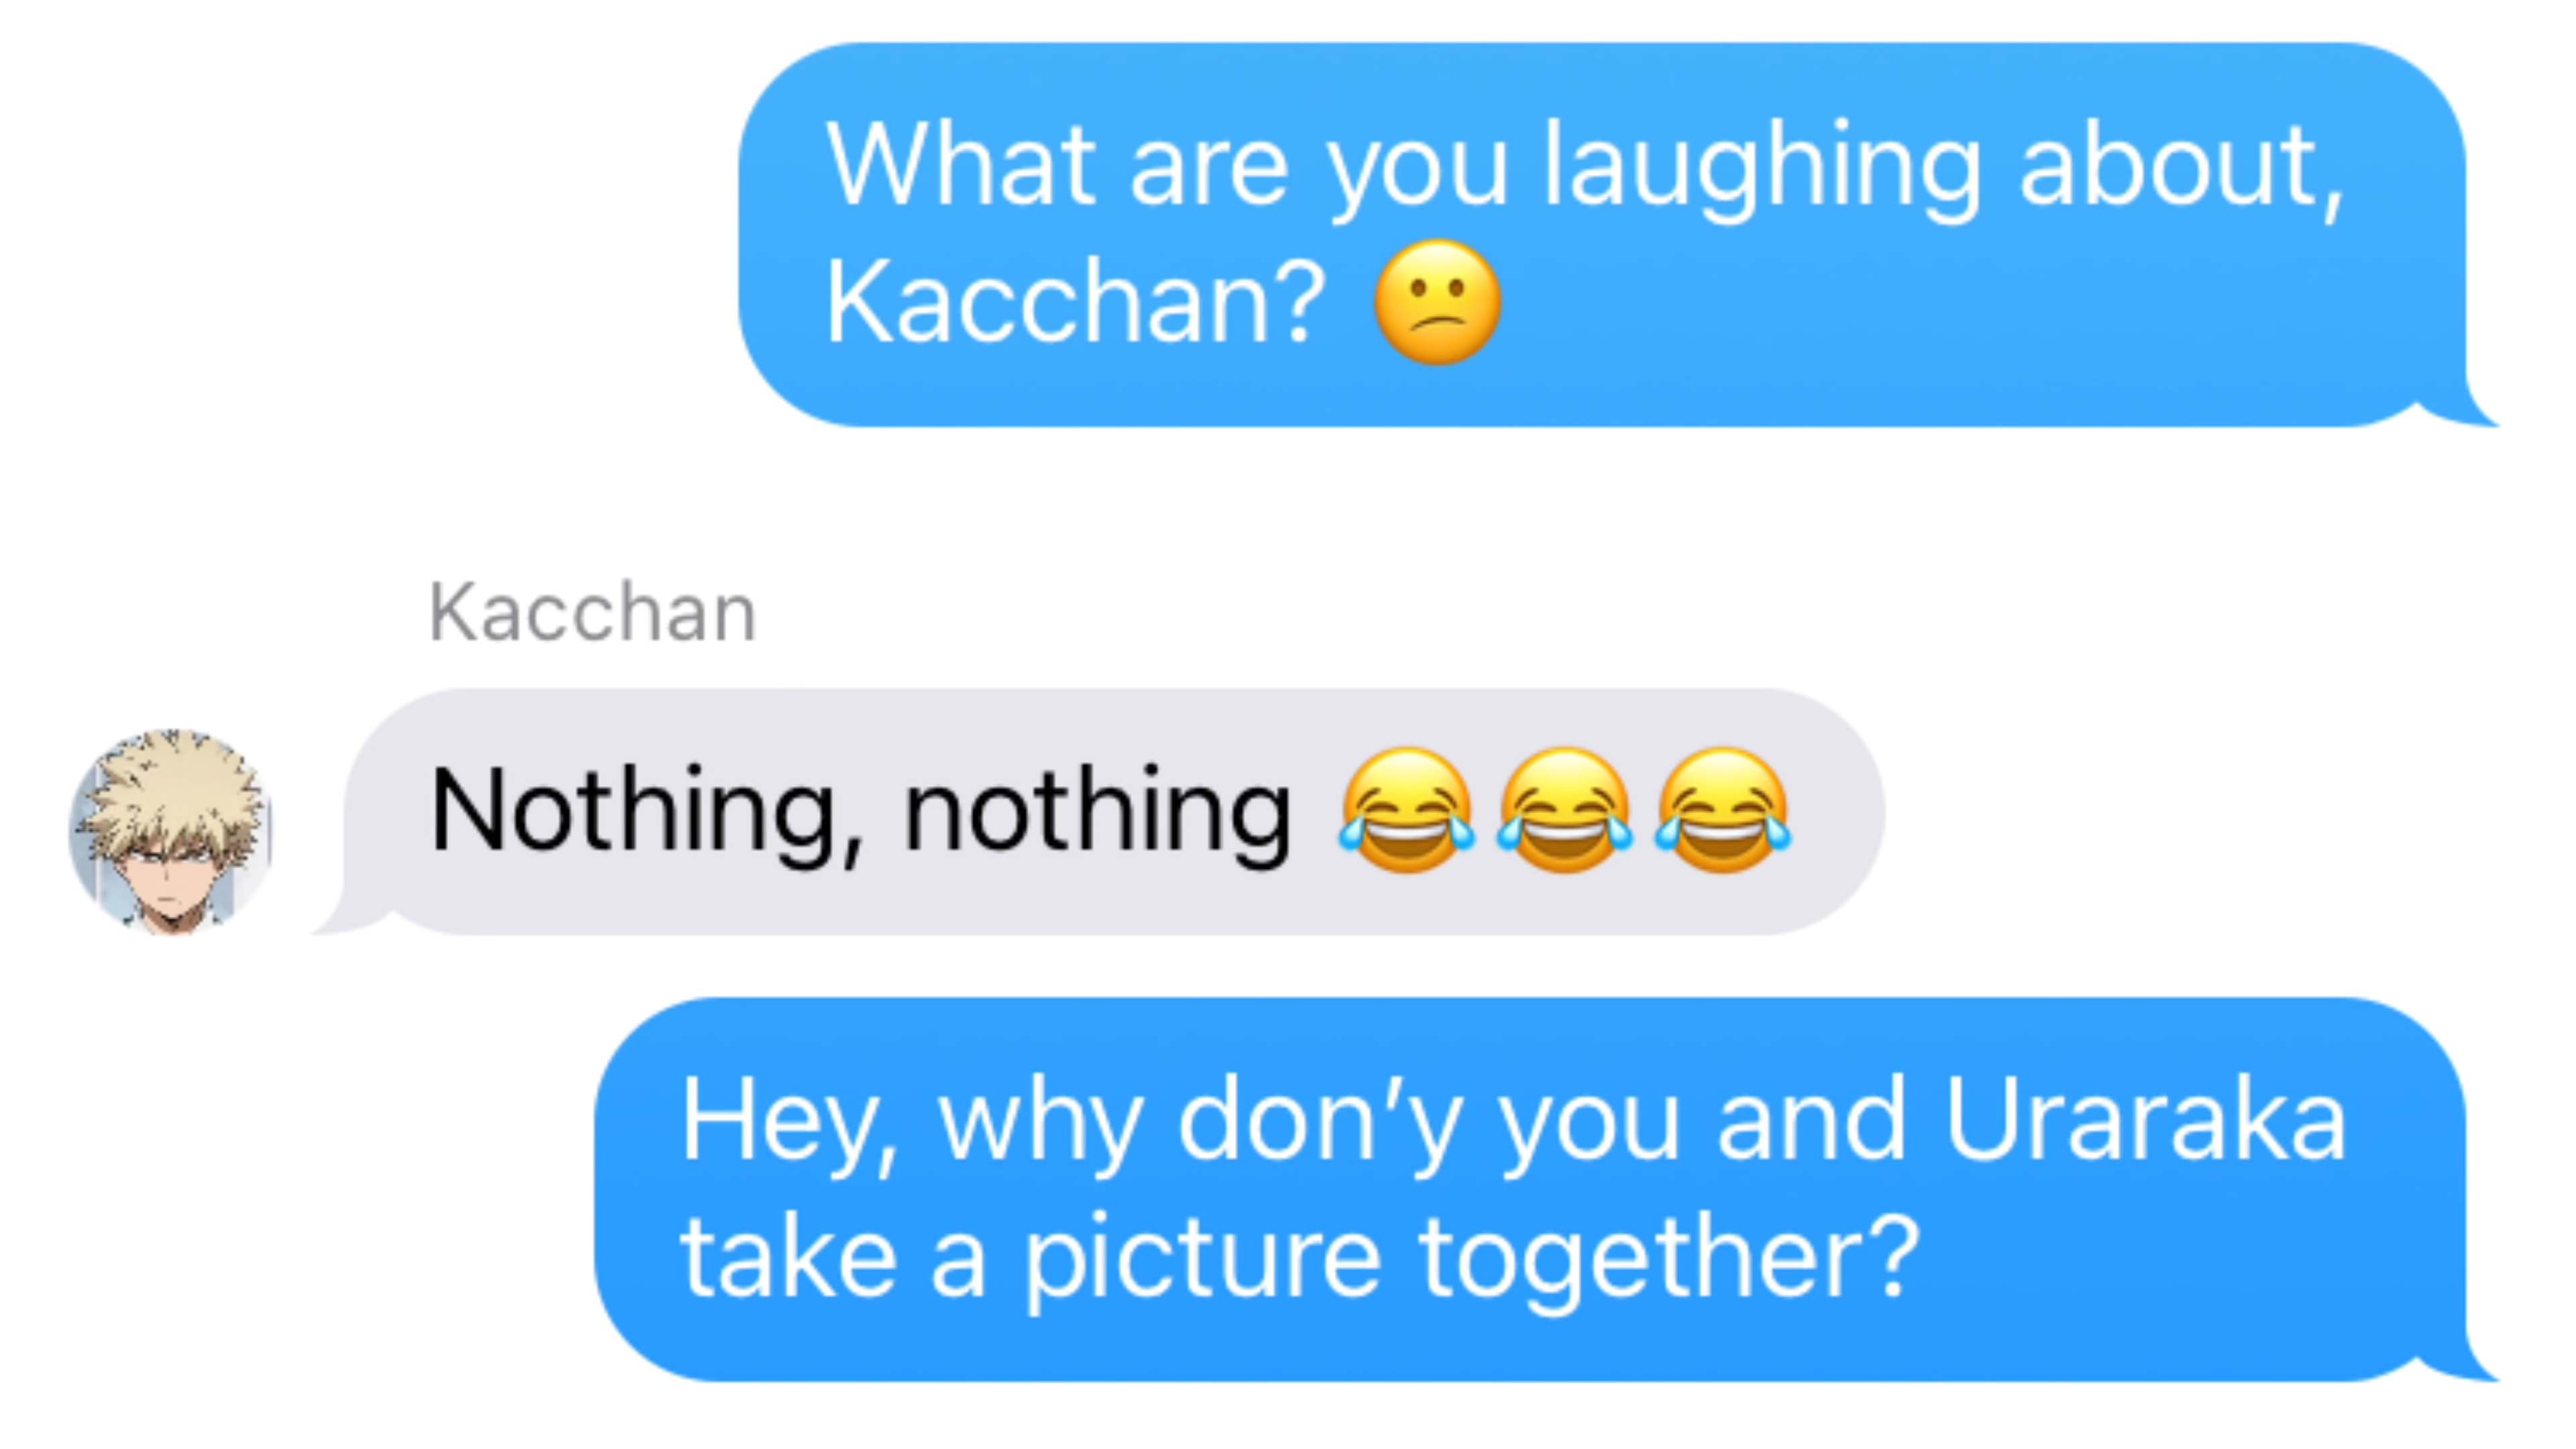 What are you laughing about,
Kacchan? 😕
Kacchan
Nothing, nothing 😂😂😂
Hey, why don’y you and Uraraka
take a picture together?